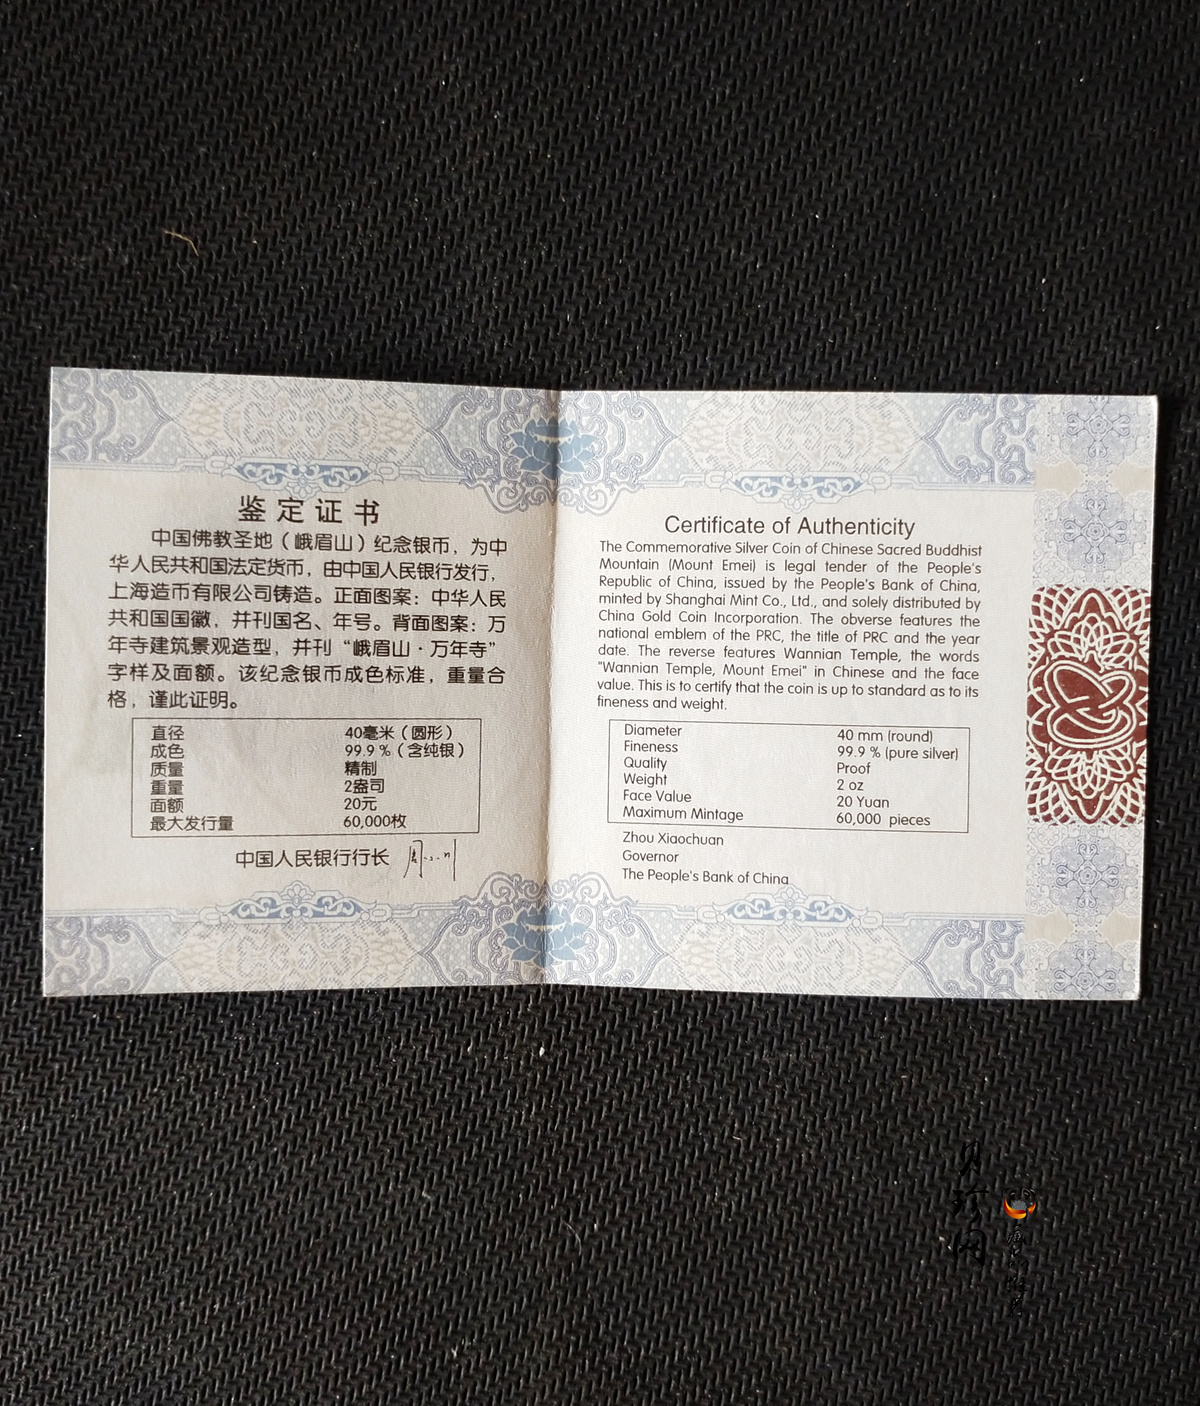 鉴定证书
中国佛教圣地（峨眉山）纪念银币，为中
华人民共和国法定货币，由中国人民银行发行，
上海造币有限公司铸造。正面图案：中华人民
共和国国徽，并刊国名、年号。背面图案：万
年寺建筑景观造型，并刊“峨眉山·万年寺”
字样及面额。该纪念银币成色标准，重量合
格，谨此证明。
直径 40毫米（圆形）
成色 99.9％（含纯银）
质量 精制
重量 2盎司
面额 20元
最大发行量 60,000枚
中国人民银行行长 周小川
Certificate of Authenticity
The Commemorative Silver Coin of Chinese Sacred Buddhist
Mountain (Mount Emei) is legal tender of the People's
Republic of China, issued by the People's Bank of China,
minted by Shanghai Mint Co., Ltd., and solely distributed by
China Gold Coin Incorporation. The obverse features the
national emblem of the PRC, the title of PRC and the year
date. The reverse features Wannian Temple, the words
"Wannian Temple, Mount Emei" in Chinese and the face
value. This is to certify that the coin is up to standard as to its
fineness and weight.
Diameter 40 mm (round)
Fineness 99.9 % (pure silver)
Quality Proof
Weight 2 oz
Face Value 20 Yuan
Maximum Mintage 60,000 pieces
Zhou Xiaochuan
Governor
The People's Bank of China